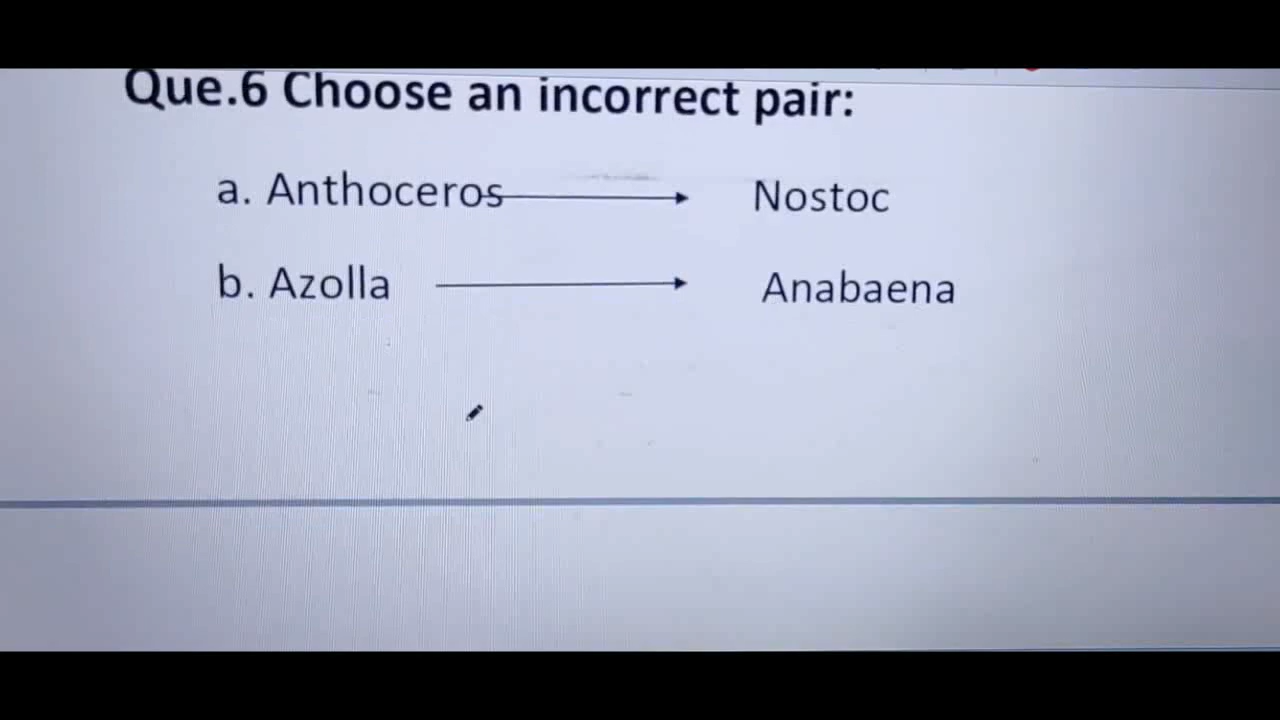 Que.6 Choose an incorrect pair:
a. Anthoceros → Nostoc
b. Azolla → Anabaena